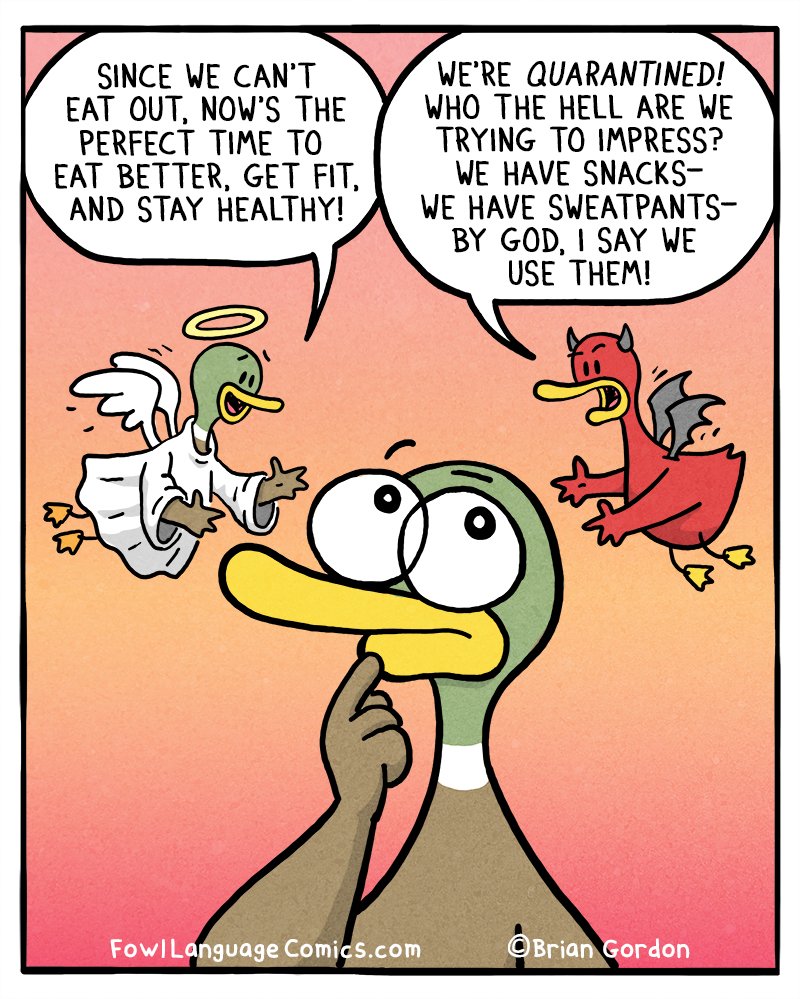 SINCE WE CAN'T
EAT OUT, NOW'S THE
PERFECT TIME TO
EAT BETTER, GET FIT,
AND STAY HEALTHY!
WE'RE QUARANTINED!
WHO THE HELL ARE WE
TRYING TO IMPRESS?
WE HAVE SNACKS–
WE HAVE SWEATPANTS–
BY GOD, I SAY WE
USE THEM!
FowlLanguageComics.com
©Brian Gordon